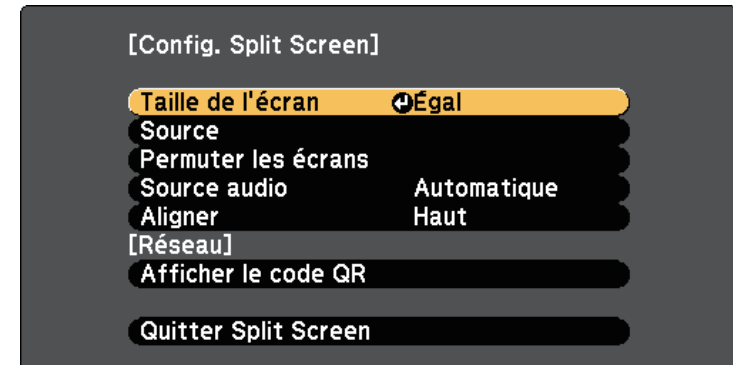 [Config. Split Screen]
Taille de l'écran Égal
Source
Permuter les écrans
Source audio Automatique
Aligner Haut
[Réseau]
Afficher le code QR
Quitter Split Screen